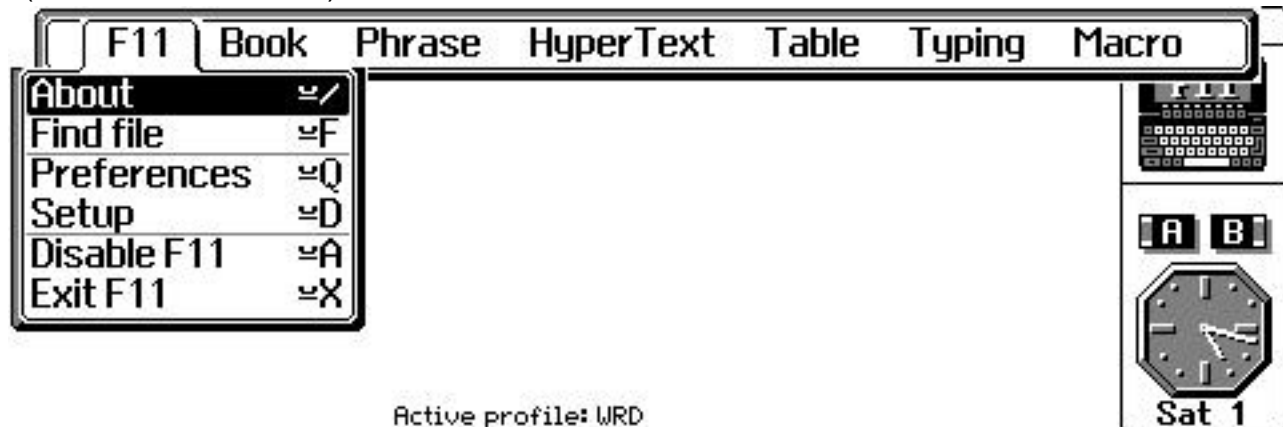 F11 Book Phrase HyperText Table Typing Macro
About ⩊/
Find file ⩊F
Preferences ⩊Q
Setup ⩊D
Disable F11 ⩊A
Exit F11 ⩊X
F11
A B
Sat 1
Active profile: WRD